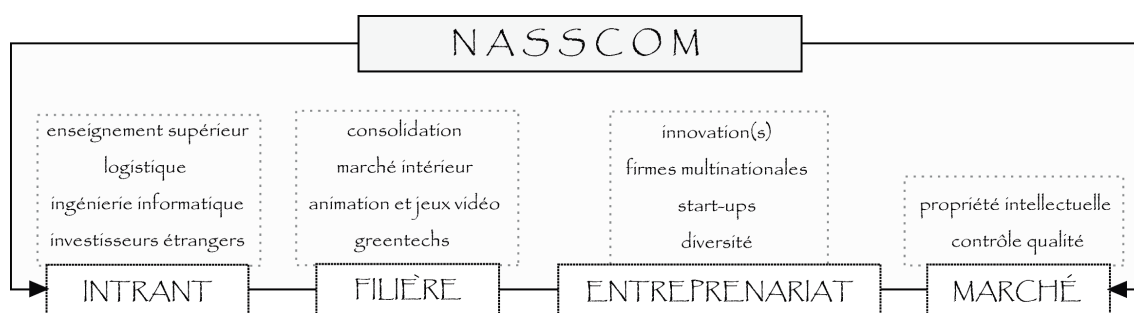 NASSCOM
enseignement supérieur
logistique
ingénierie informatique
investisseurs étrangers
INTRANT
consolidation
marché intérieur
animation et jeux vidéo
greentechs
FILIÈRE
innovation(s)
firmes multinationales
start-ups
diversité
ENTREPRENARIAT
propriété intellectuelle
contrôle qualité
MARCHÉ